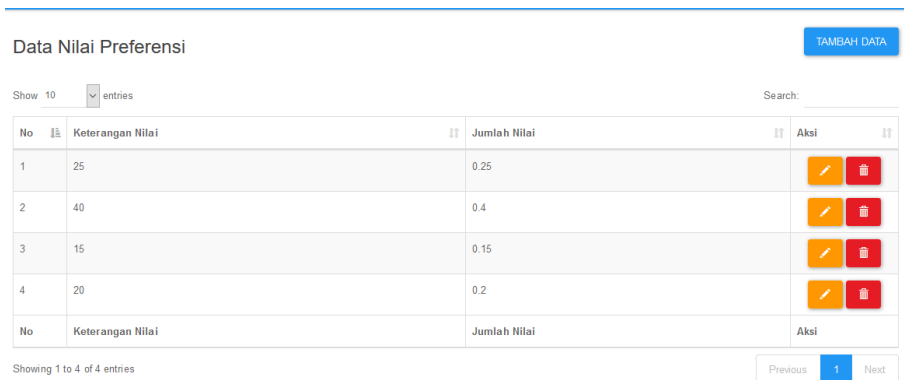 Data Nilai Preferensi TAMBAH DATA
Show 10 entries Search:
No Keterangan Nilai Jumlah Nilai Aksi
1 25 0.25
2 40 0.4
3 15 0.15
4 20 0.2
No Keterangan Nilai Jumlah Nilai Aksi
Showing 1 to 4 of 4 entries Previous 1 Next